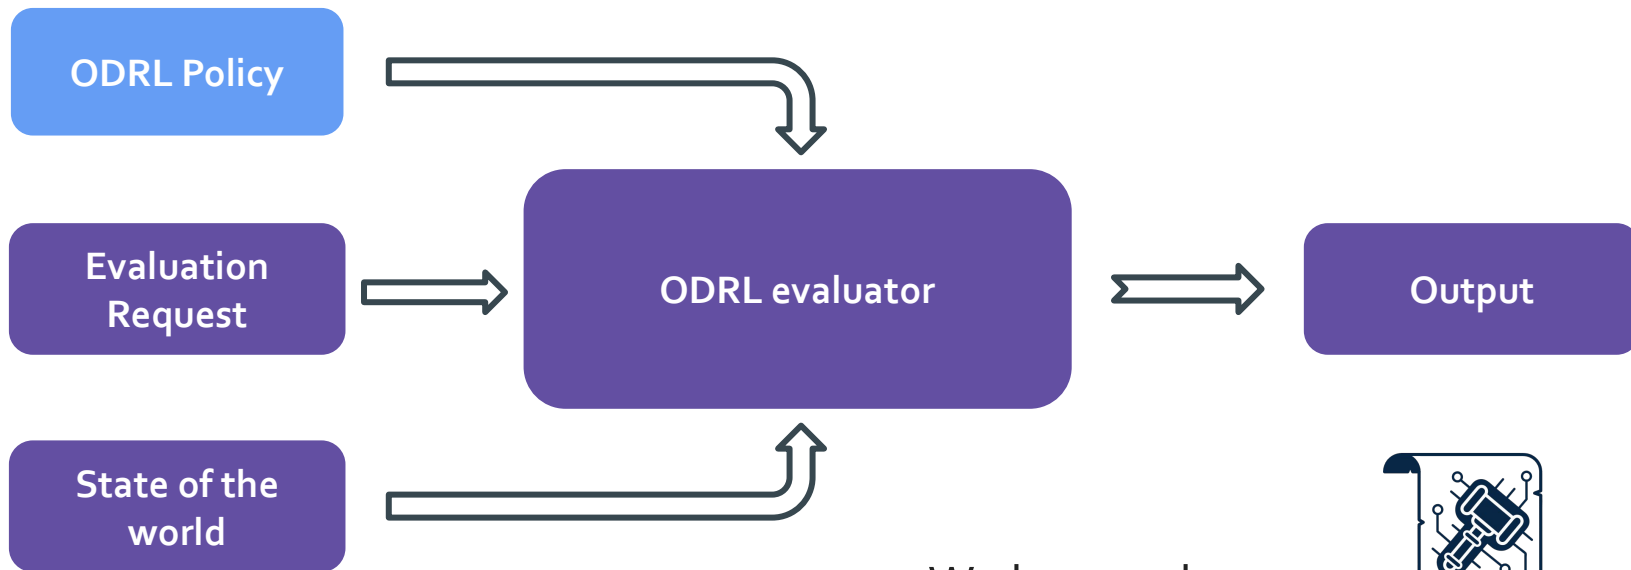 ODRL Policy
Evaluation
Request
ODRL evaluator
Output
State of the
world